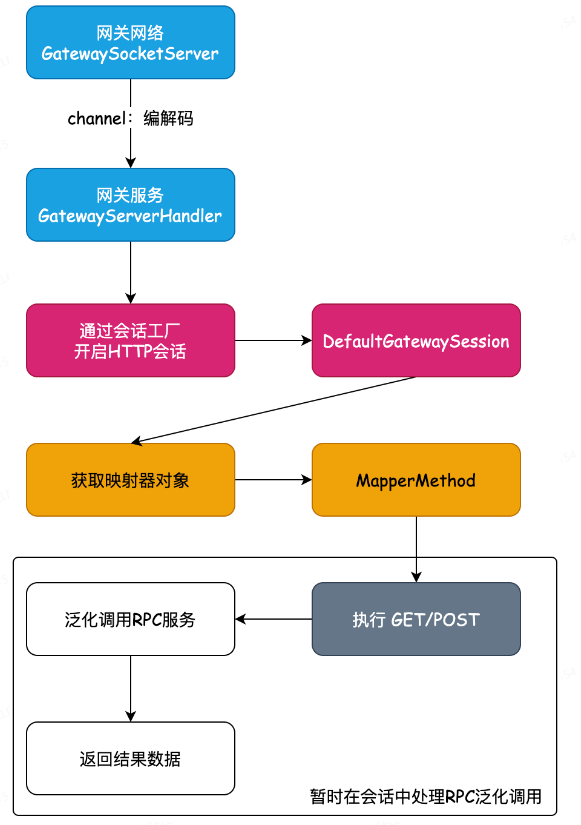 网关网络
GatewaySocketServer
channel：编解码
网关服务
GatewayServerHandler
通过会话工厂
开启HTTP会话
DefaultGatewaySession
获取映射器对象
MapperMethod
泛化调用RPC服务
执行 GET/POST
返回结果数据
暂时在会话中处理RPC泛化调用